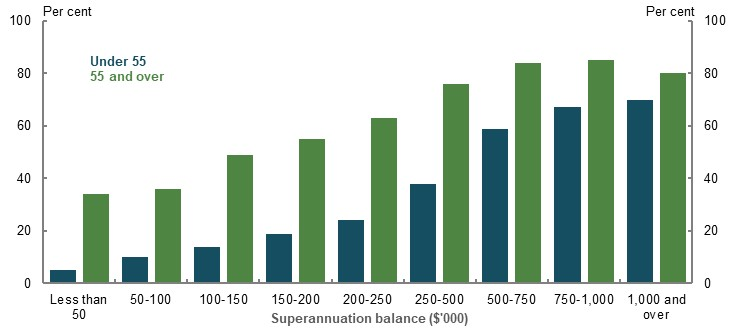 Per cent Per cent
100 100
Under 55
55 and over
80 80
60 60
40 40
20 20
0 0
Less than 50 50-100 100-150 150-200 200-250 250-500 500-750 750-1,000 1,000 and over
Superannuation balance ($'000)